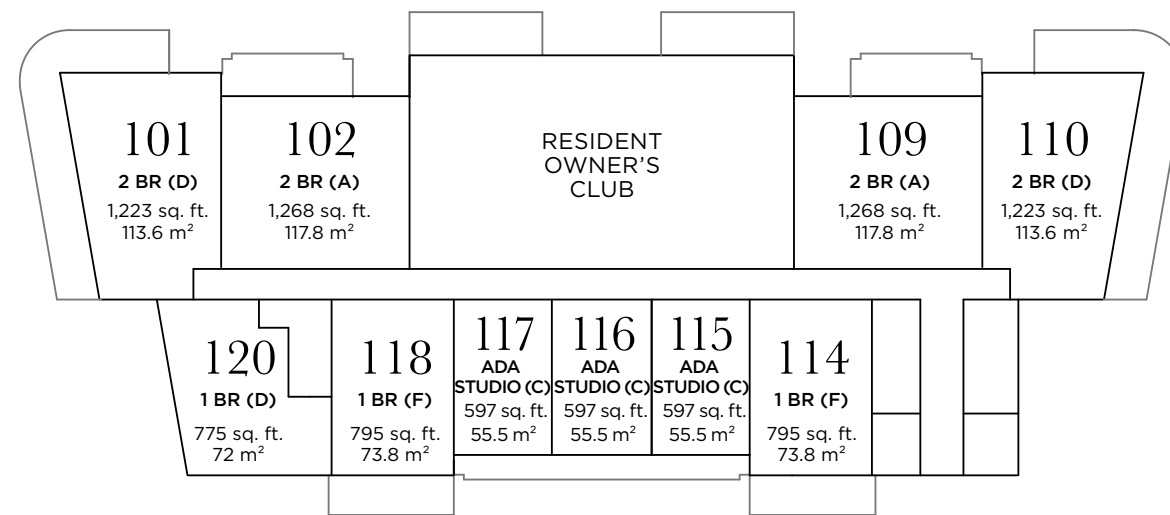 101
2 BR (D)
1,223 sq. ft.
113.6 m²
102
2 BR (A)
1,268 sq. ft.
117.8 m²
RESIDENT
OWNER'S
CLUB
109
2 BR (A)
1,268 sq. ft.
117.8 m²
110
2 BR (D)
1,223 sq. ft.
113.6 m²
120
1 BR (D)
775 sq. ft.
72 m²
118
1 BR (F)
795 sq. ft.
73.8 m²
117
ADA
STUDIO (C)
597 sq. ft.
55.5 m²
116
ADA
STUDIO (C)
597 sq. ft.
55.5 m²
115
ADA
STUDIO (C)
597 sq. ft.
55.5 m²
114
1 BR (F)
795 sq. ft.
73.8 m²